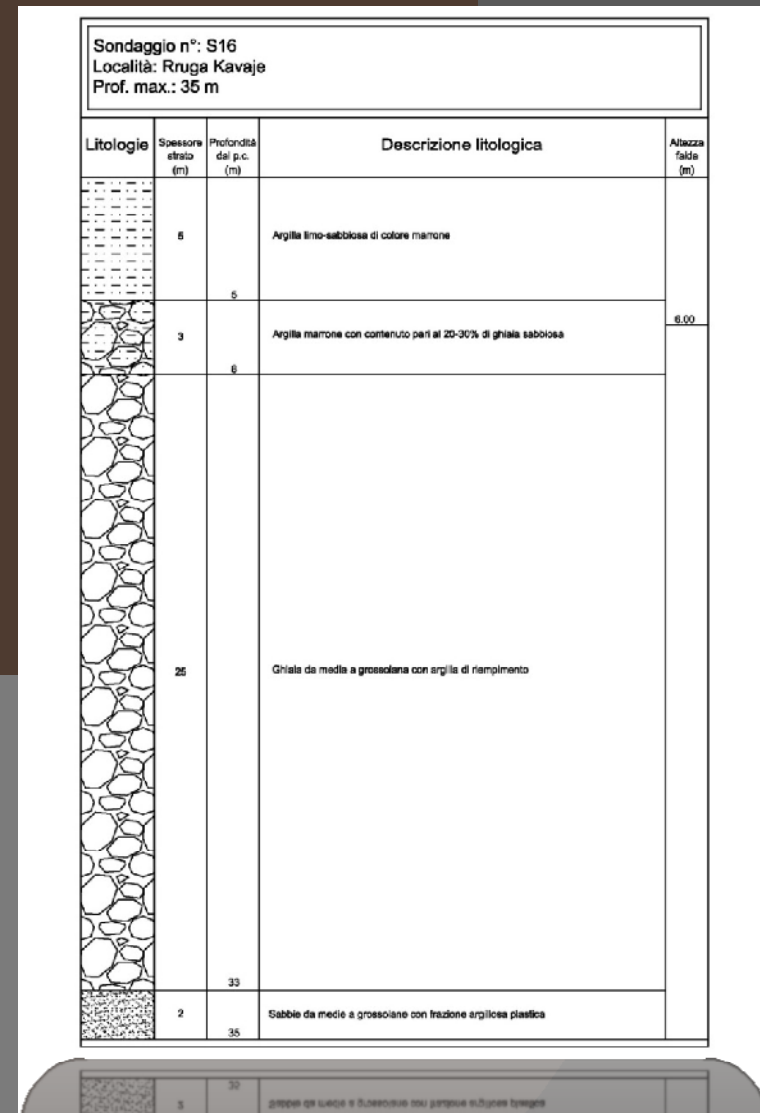 Sondaggio n°: S16
Località: Rruga Kavaje
Prof. max.: 35 m
Litologie
Spessore
strato
(m)
Profondità
dal p.c.
(m)
Descrizione litologica
Altezza
falda
(m)
5
Argilla limo-sabbiosa di colore marrone
5
6.00
3
Argilla marrone con contenuto pari al 20-30% di ghiaia sabbiosa
8
25
Ghiaia da media a grossolana con argilla di riempimento
33
2
Sabbie da medie a grossolane con frazione argillosa plastica
35